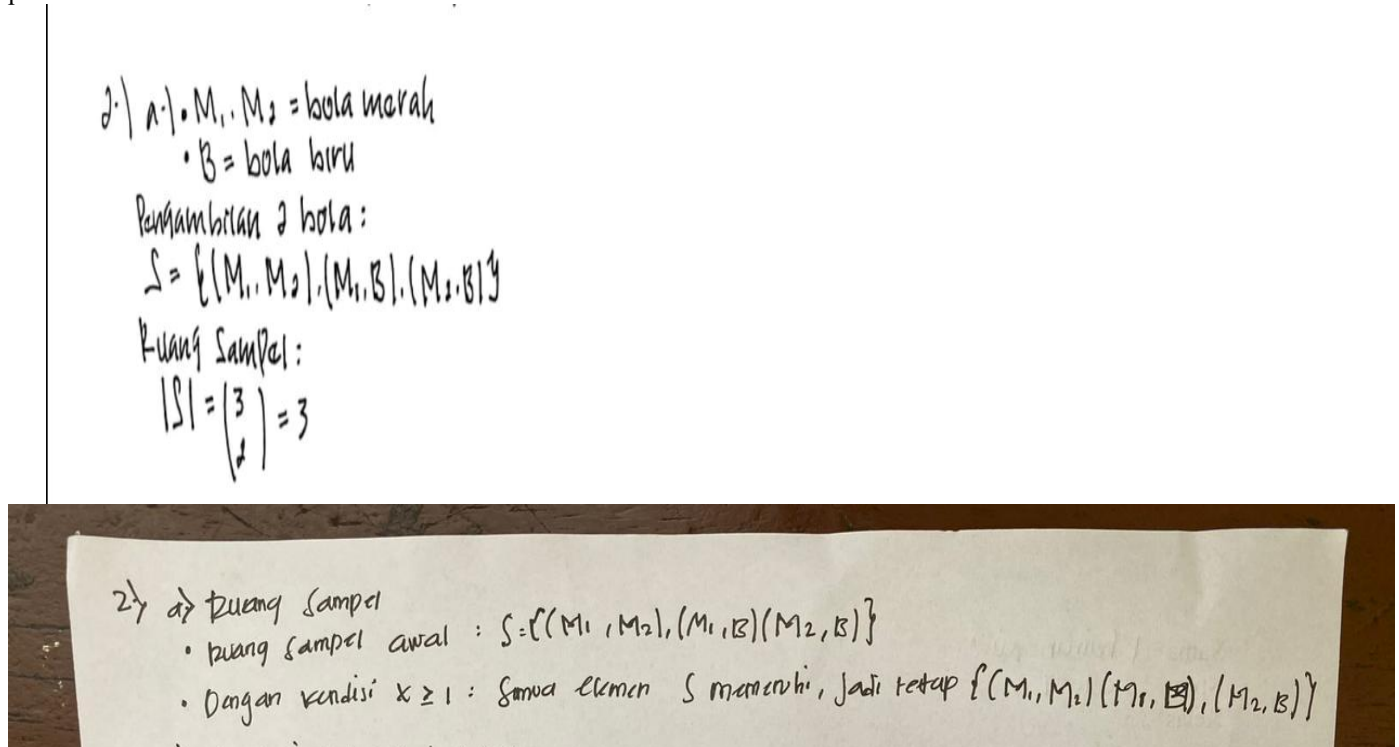 2.) a.) • M₁, M₂ = bola merah
• B = bola biru
Pengambilan 2 bola:
S = {(M₁, M₂), (M₁, B), (M₂, B)}
Ruang Sampel:
|S| = (3 2) = 3
2) a) Ruang Sampel
• Ruang sampel awal : S = {(M1, M2), (M1, B) (M2, B)}
• Dengan kondisi x ≥ 1 : Semua elemen S memenuhi, jadi tetap {(M1, M2) (M1, B), (M2, B)}